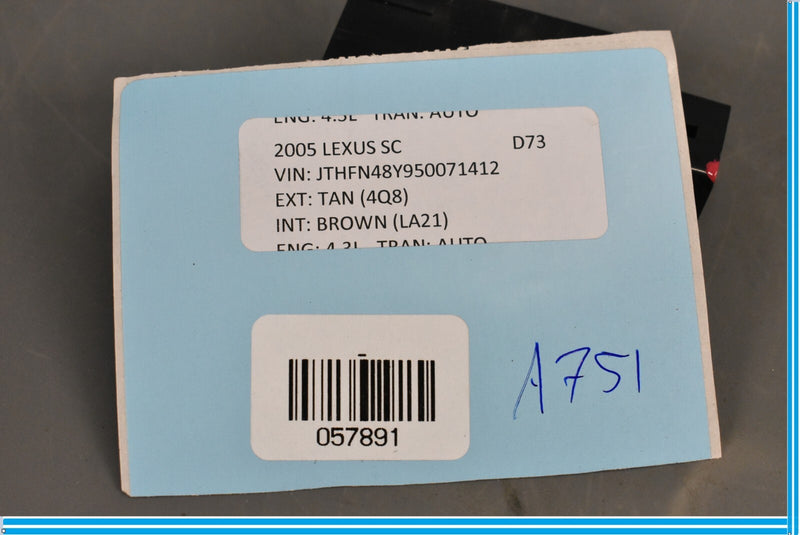 ENG: 4.3L TRAN: AUTO
2005 LEXUS SC D73
VIN: JTHFN48Y950071412
EXT: TAN (4Q8)
INT: BROWN (LA21)
ENG: 4.3L TRAN: AUTO
057891
A751